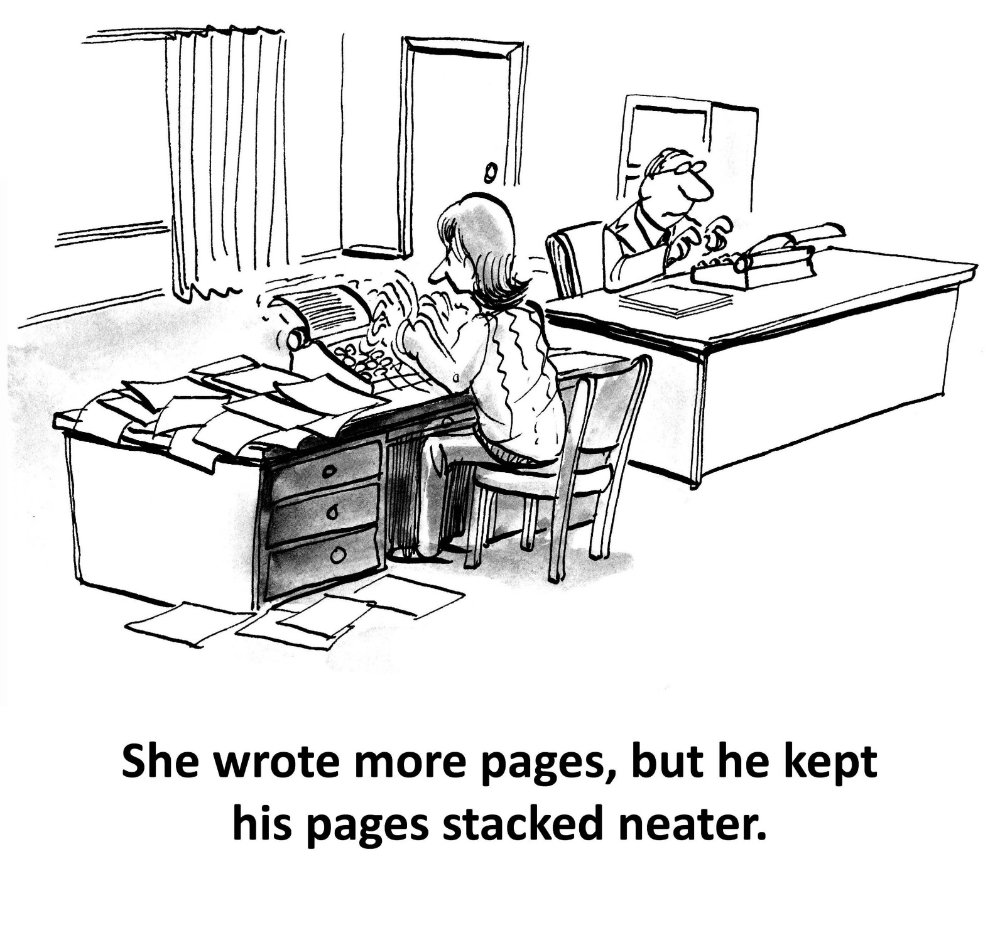 She wrote more pages, but he kept
his pages stacked neater.